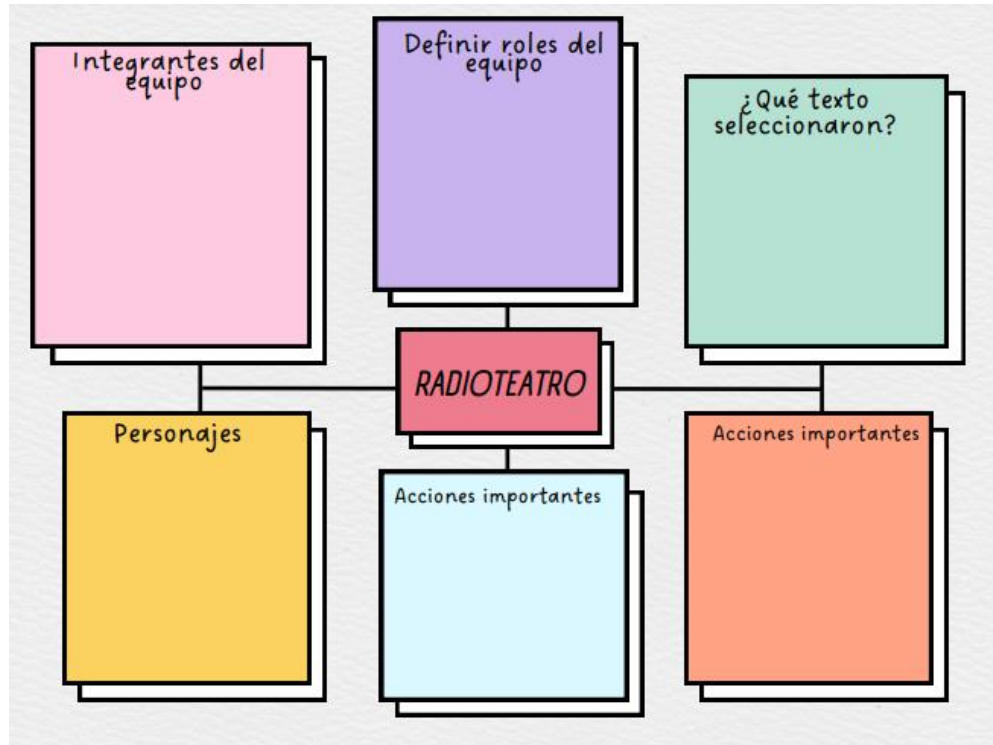 Integrantes del
equipo
Definir roles del
equipo
¿Qué texto
seleccionaron?
RADIOTEATRO
Personajes
Acciones importantes
Acciones importantes